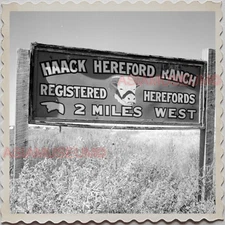 HAACK HEREFORD RANCH
REGISTERED HEREFORDS
2 MILES WEST